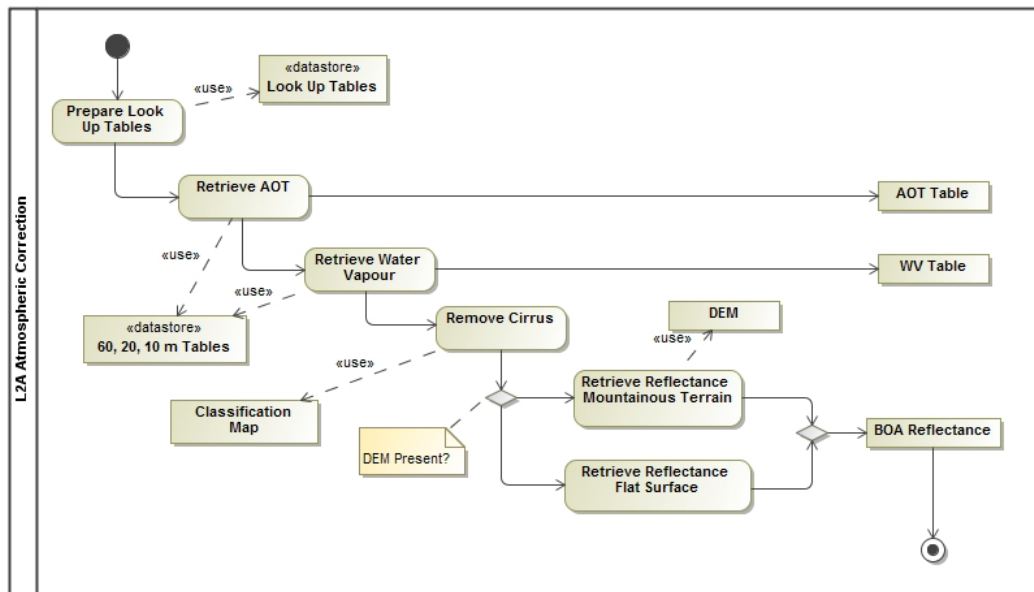 L2A Atmospheric Correction
«datastore»
Look Up Tables
«use»
Prepare Look
Up Tables
Retrieve AOT
AOT Table
«use»
Retrieve Water
Vapour
WV Table
«use»
«datastore»
60, 20, 10 m Tables
Remove Cirrus
DEM
«use»
«use»
Retrieve Reflectance
Mountainous Terrain
Classification
Map
BOA Reflectance
DEM Present?
Retrieve Reflectance
Flat Surface